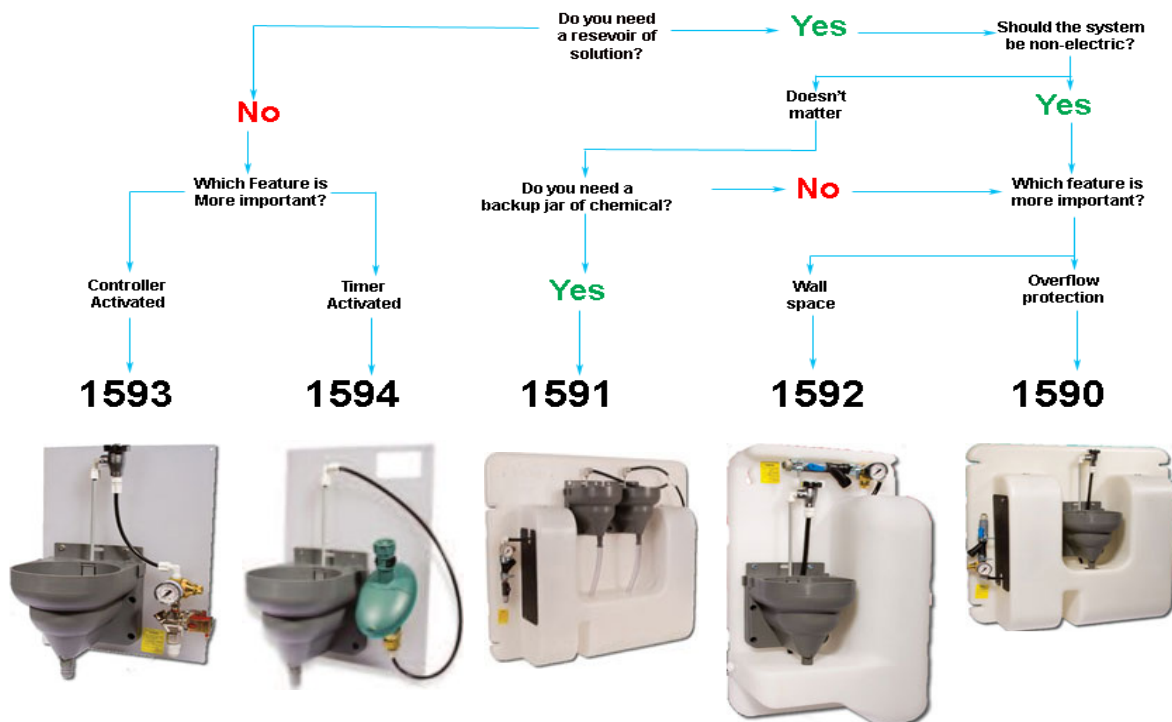 Do you need
a resevoir of
solution?
Yes
Should the system
be non-electric?
No
Doesn't
matter
Yes
Which Feature is
More important?
Do you need a
backup jar of chemical?
No
Which feature is
more important?
Controller
Activated
Timer
Activated
Yes
Wall
space
Overflow
protection
1593
1594
1591
1592
1590